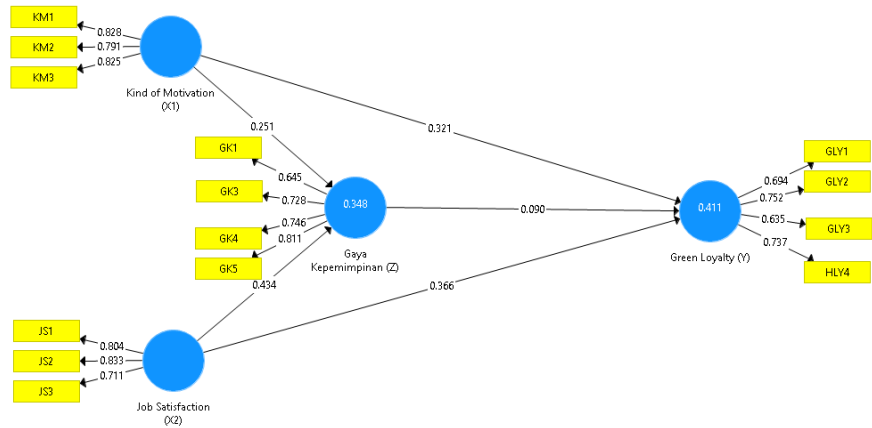 KM1
0.828
KM2
0.791
KM3
0.825
Kind of Motivation
(X1)
0.251
0.321
GK1
0.645
GK3
0.728
GK4
0.746
GK5
0.811
0.348
Gaya
Kepemimpinan (Z)
0.090
0.434
0.366
GLY1
0.694
GLY2
0.752
GLY3
0.635
HLY4
0.737
0.411
Green Loyalty (Y)
JS1
0.804
JS2
0.833
JS3
0.711
Job Satisfaction
(X2)